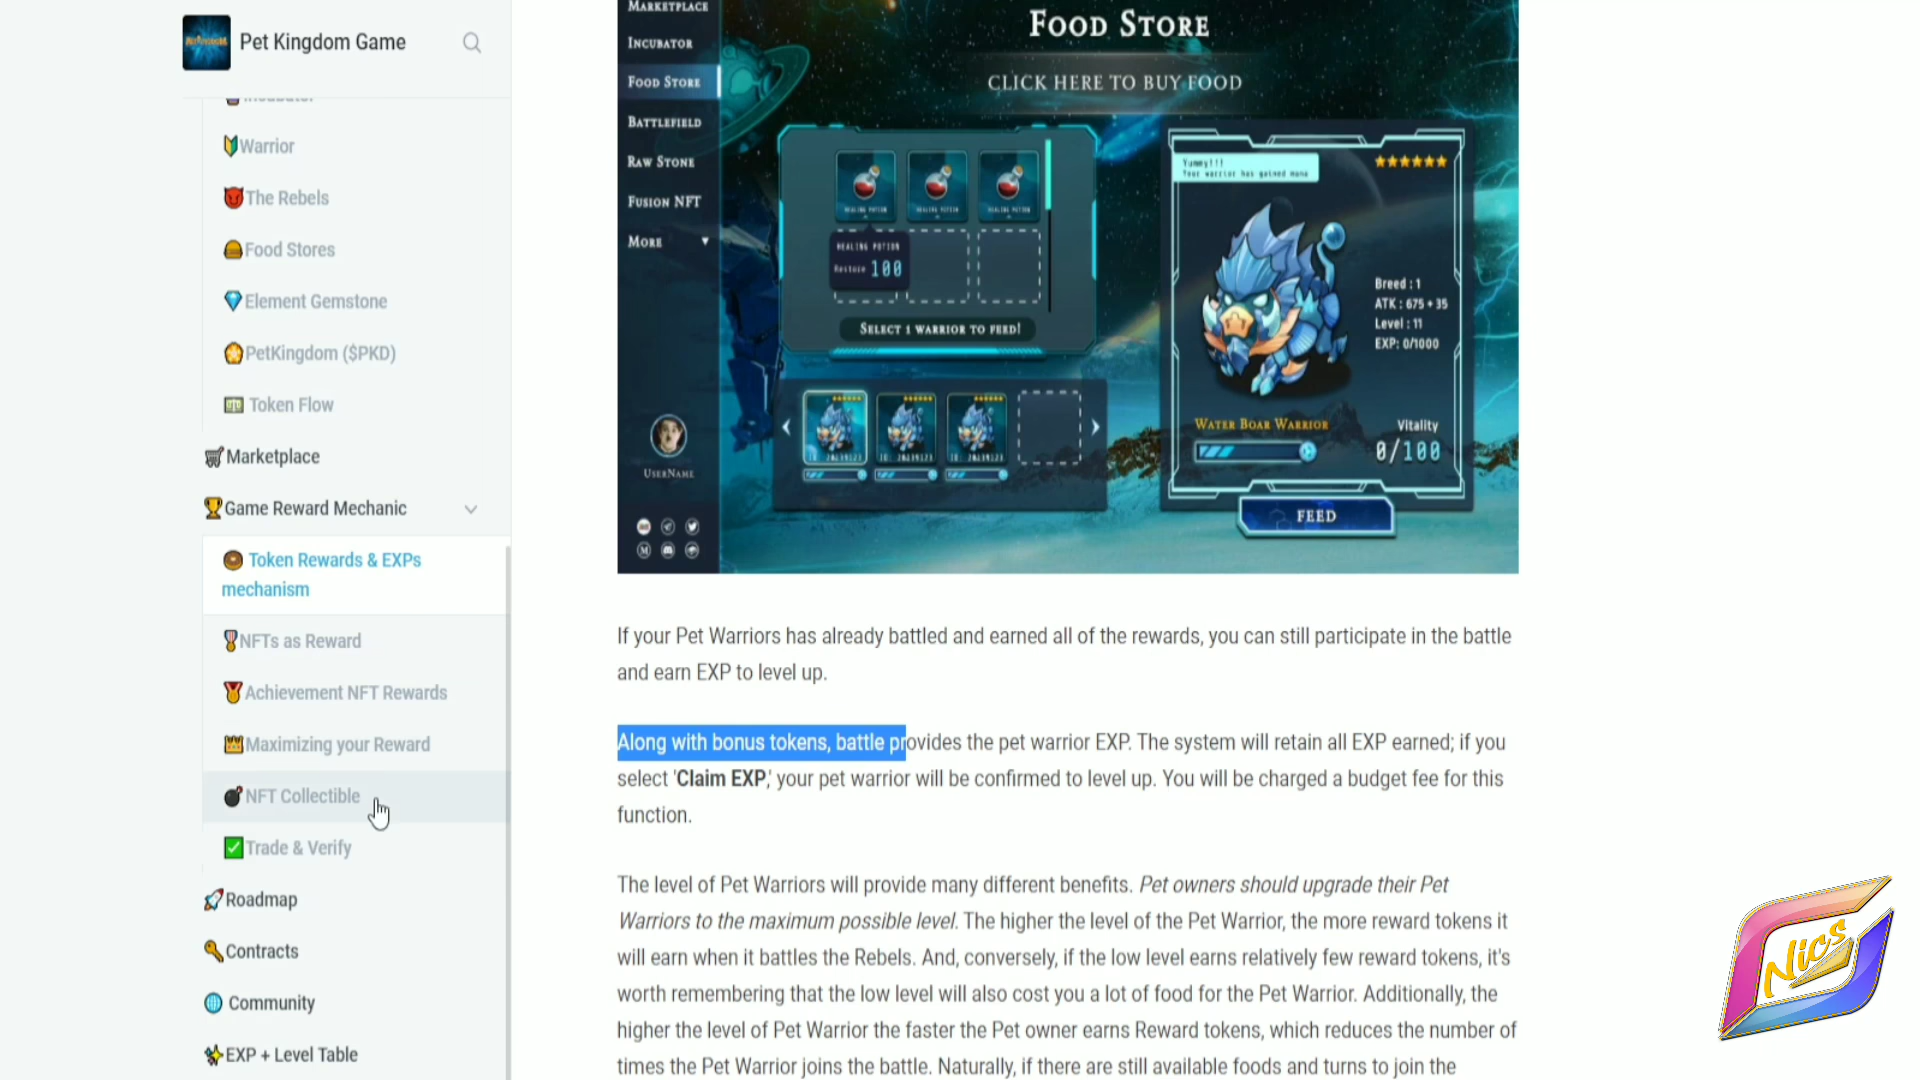 Pet Kingdom Game
Incubator
Warrior
The Rebels
Food Stores
Element Gemstone
PetKingdom ($PKD)
Token Flow
Marketplace
Game Reward Mechanic
Token Rewards & EXPs
mechanism
NFTs as Reward
Achievement NFT Rewards
Maximizing your Reward
NFT Collectible
Trade & Verify
Roadmap
Contracts
Community
EXP + Level Table
MARKETPLACE
INCUBATOR
FOOD STORE
BATTLEFIELD
RAW STONE
FUSION NFT
MORE
USERNAME
FOOD STORE
CLICK HERE TO BUY FOOD
HEALING POTION
HEALING POTION
HEALING POTION
HEALING POTION
Restore 100
SELECT 1 WARRIOR TO FEED!
Yummy!!!
Your warrior has gained mana
Breed : 1
ATK : 675 + 35
Level : 11
EXP: 0/1000
WATER BOAR WARRIOR
Vitality
0/100
FEED
If your Pet Warriors has already battled and earned all of the rewards, you can still participate in the battle
and earn EXP to level up.
Along with bonus tokens, battle provides the pet warrior EXP. The system will retain all EXP earned; if you
select 'Claim EXP,' your pet warrior will be confirmed to level up. You will be charged a budget fee for this
function.
The level of Pet Warriors will provide many different benefits. Pet owners should upgrade their Pet
Warriors to the maximum possible level. The higher the level of the Pet Warrior, the more reward tokens it
will earn when it battles the Rebels. And, conversely, if the low level earns relatively few reward tokens, it's
worth remembering that the low level will also cost you a lot of food for the Pet Warrior. Additionally, the
higher the level of Pet Warrior the faster the Pet owner earns Reward tokens, which reduces the number of
times the Pet Warrior joins the battle. Naturally, if there are still available foods and turns to join the
Nics